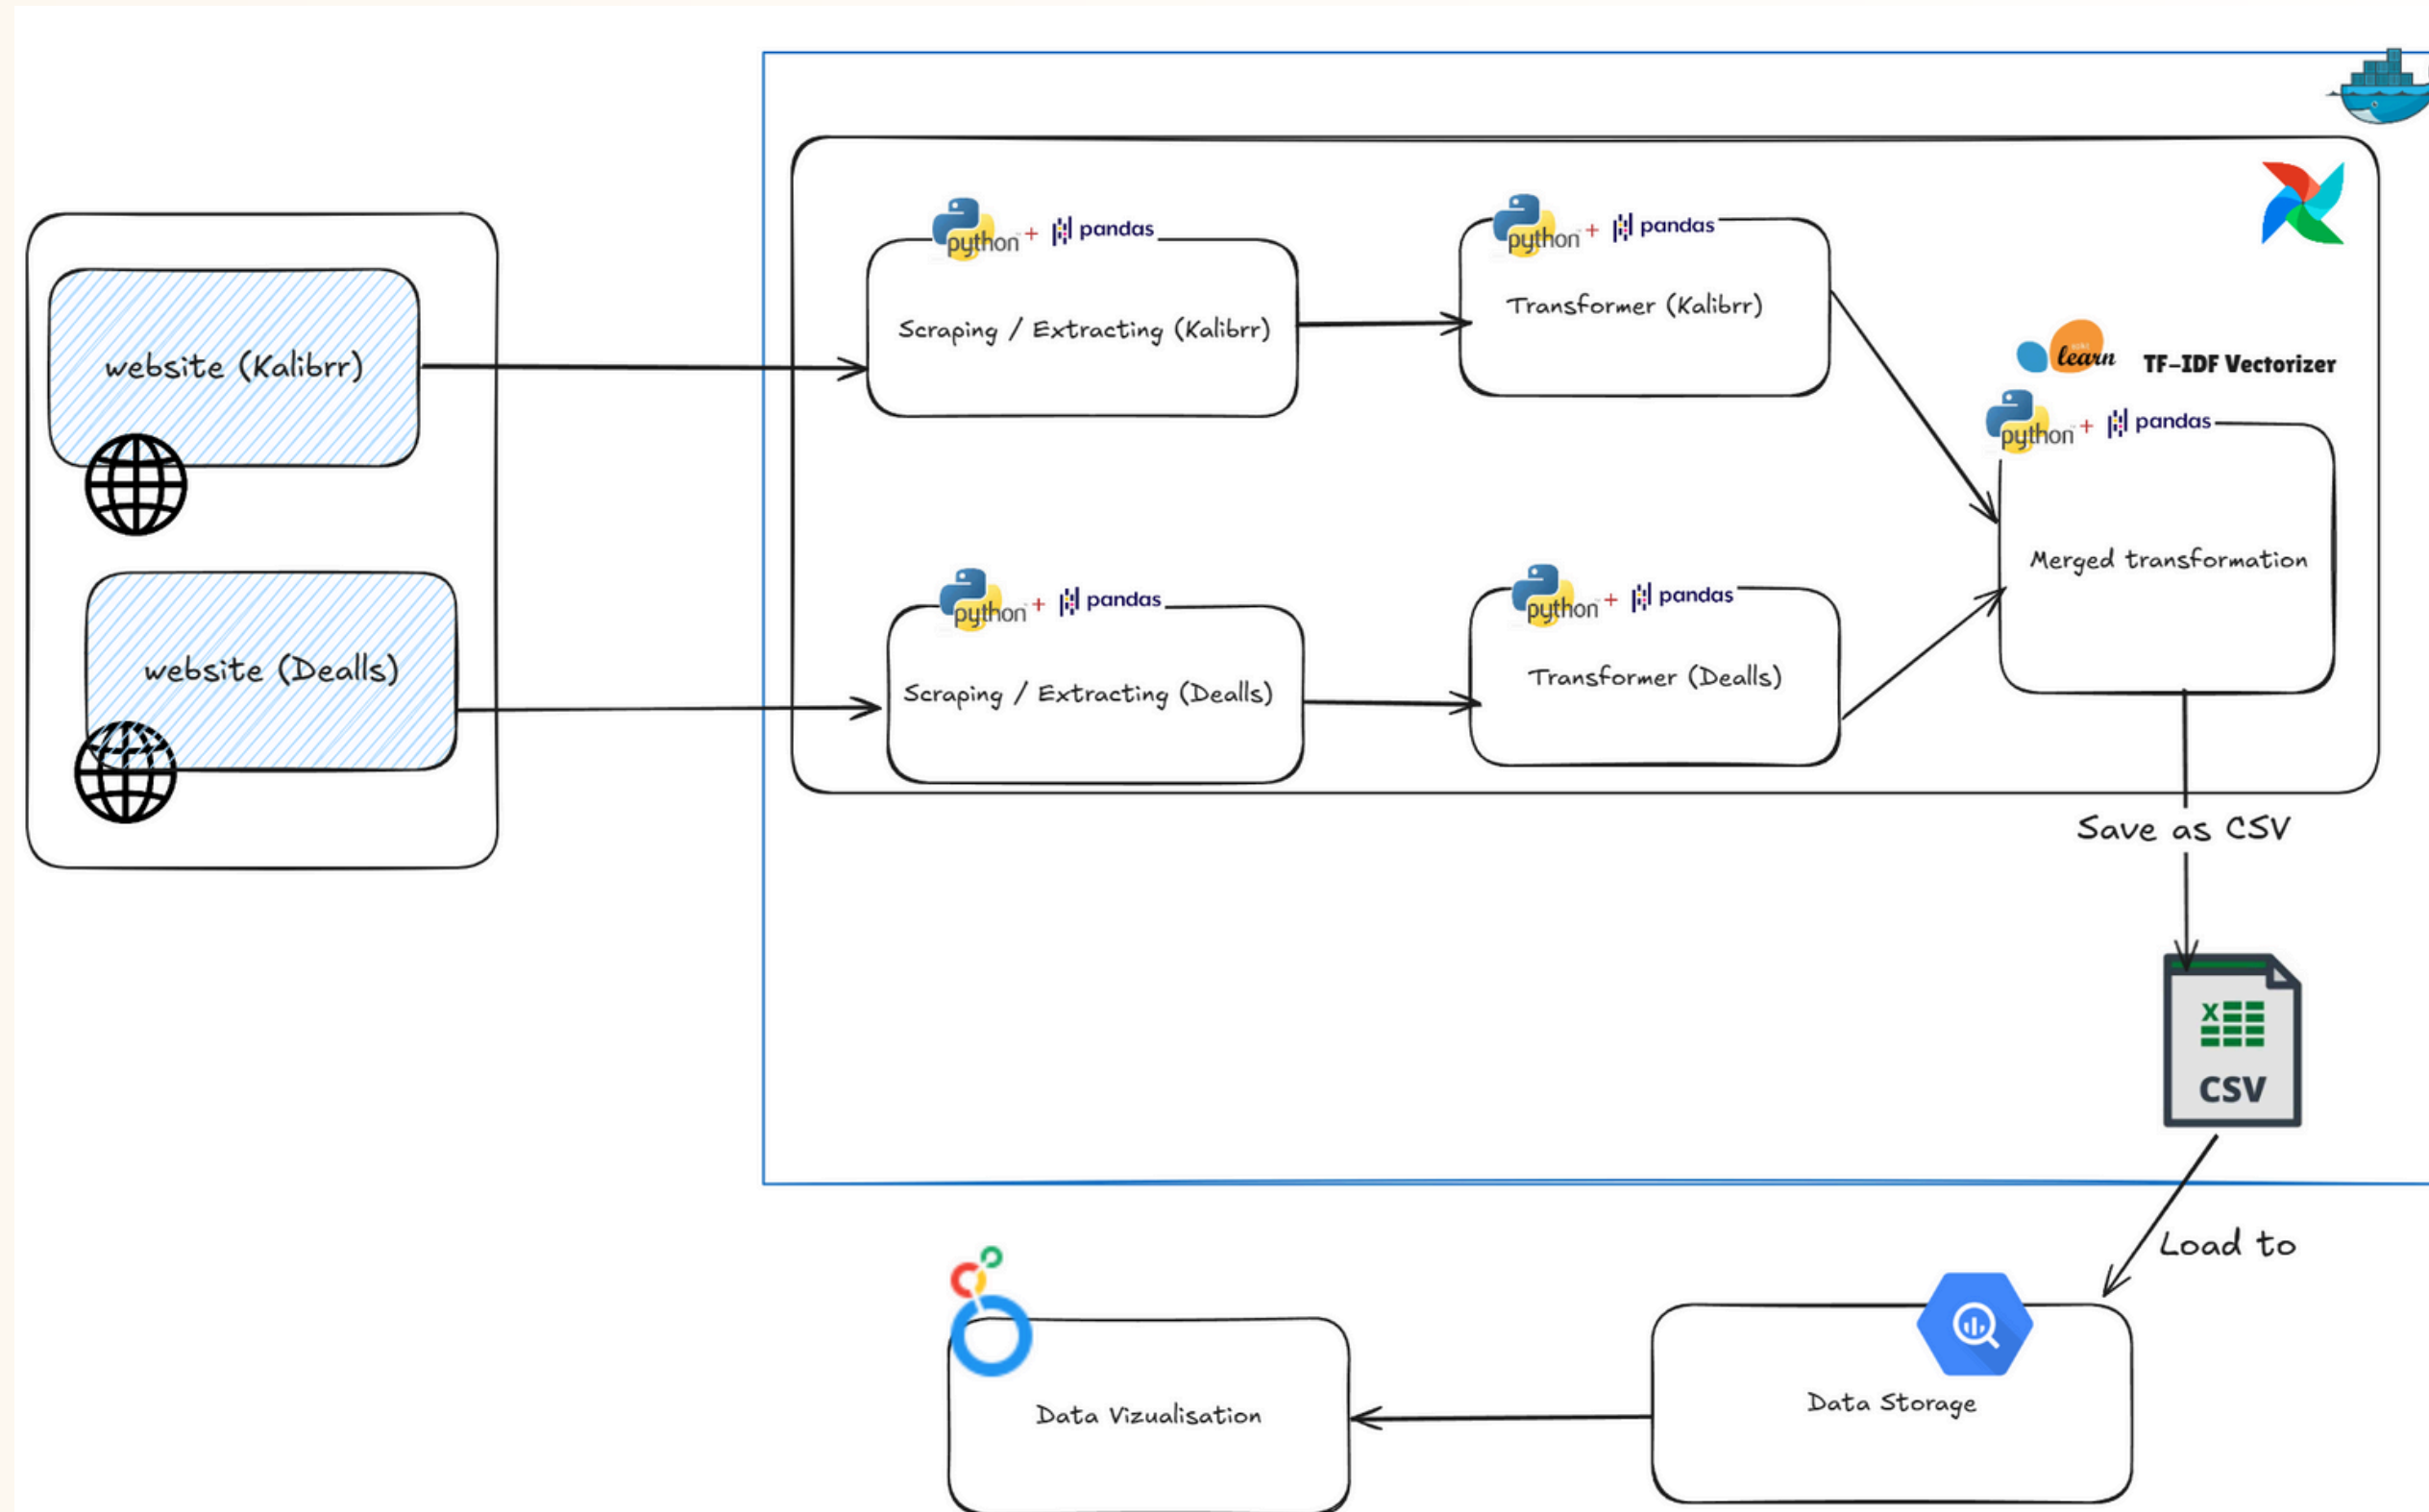 website (Kalibrr)
website (Dealls)
python + pandas
Scraping / Extracting (Kalibrr)
python + pandas
Transformer (Kalibrr)
python + pandas
Scraping / Extracting (Dealls)
python + pandas
Transformer (Dealls)
learn TF-IDF Vectorizer
python + pandas
Merged transformation
Save as CSV
X
CSV
Load to
Data Storage
Data Vizualisation